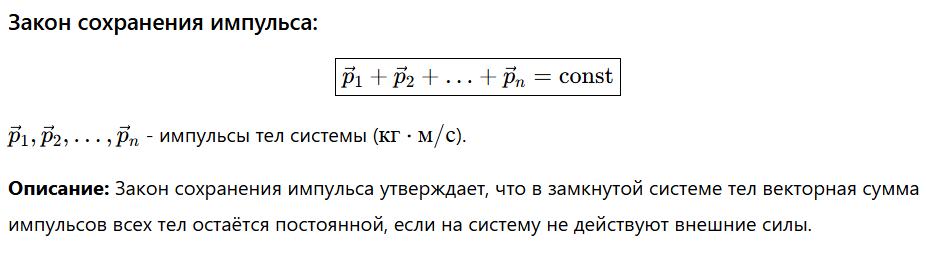 Закон сохранения импульса:
p⃗₁ + p⃗₂ + … + p⃗ₙ = const
p⃗₁, p⃗₂, …, p⃗ₙ - импульсы тел системы (кг · м/с).
Описание: Закон сохранения импульса утверждает, что в замкнутой системе тел векторная сумма
импульсов всех тел остаётся постоянной, если на систему не действуют внешние силы.